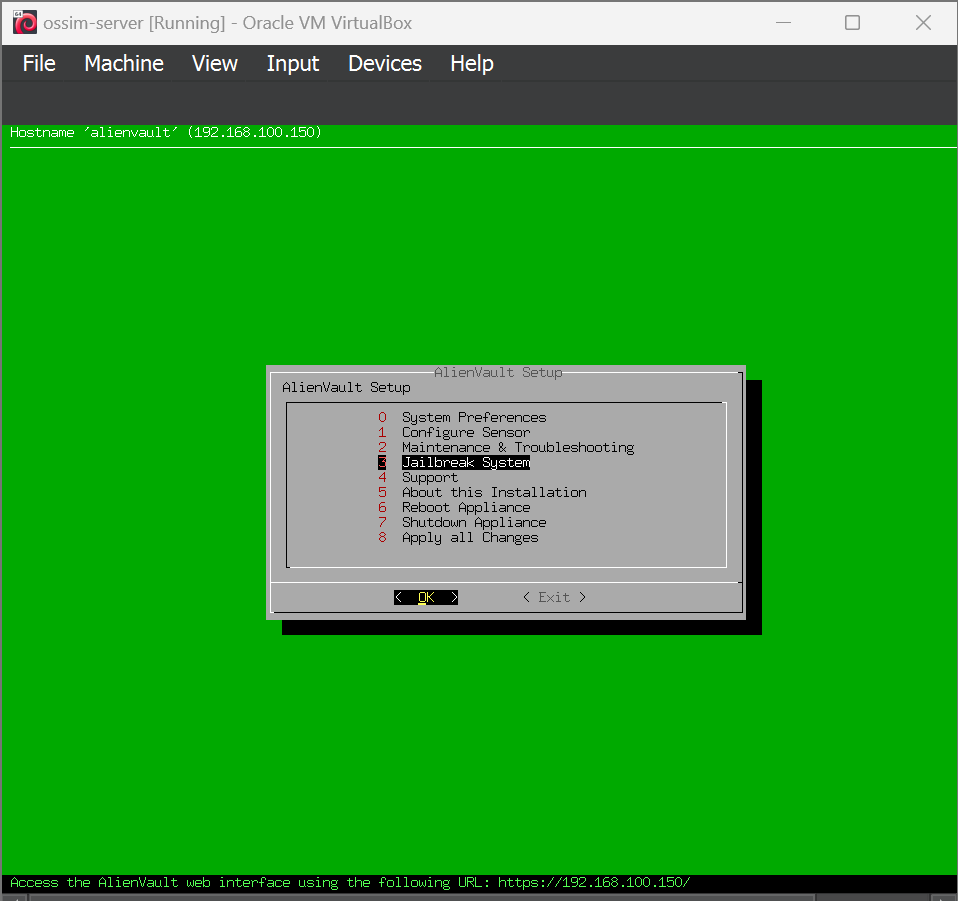 64
ossim-server [Running] - Oracle VM VirtualBox
File Machine View Input Devices Help
Hostname 'alienvault' (192.168.100.150)
AlienVault Setup
AlienVault Setup
0 System Preferences
1 Configure Sensor
2 Maintenance & Troubleshooting
3 Jailbreak System
4 Support
5 About this Installation
6 Reboot Appliance
7 Shutdown Appliance
8 Apply all Changes
< OK > < Exit >
Access the AlienVault web interface using the following URL: https://192.168.100.150/